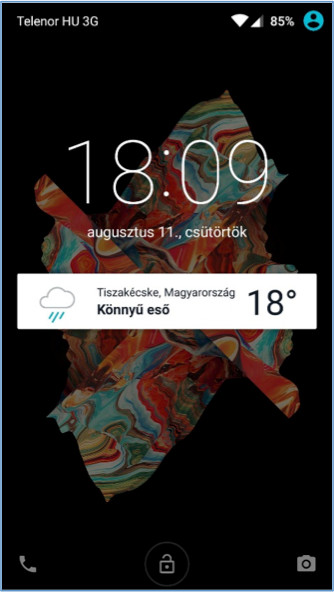 Telenor HU 3G
85%
18:09
augusztus 11., csütörtök
Tiszakécske, Magyarország
Könnyű eső
18°